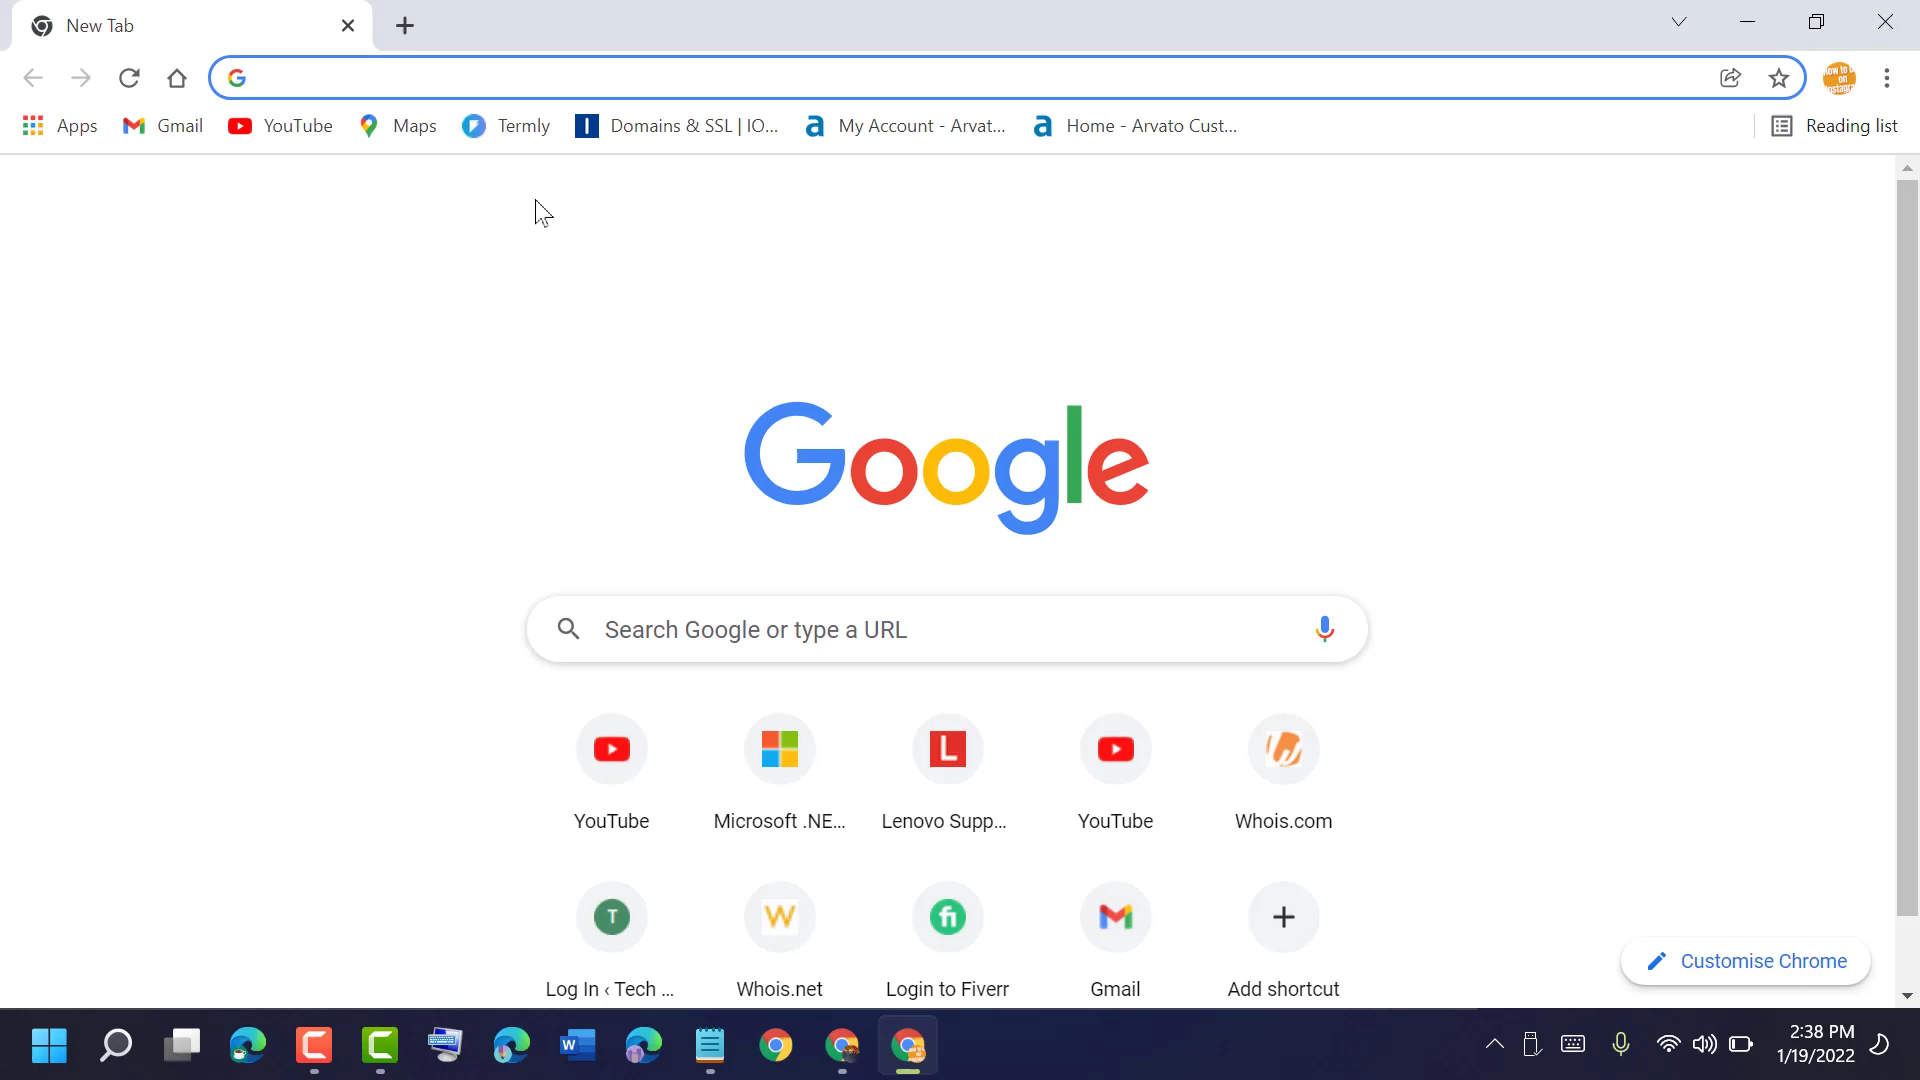 New Tab
Apps
Gmail
YouTube
Maps
Termly
Domains & SSL | IO...
My Account - Arvat...
Home - Arvato Cust...
Reading list
Google
Search Google or type a URL
YouTube
Microsoft .NE...
Lenovo Supp...
YouTube
Whois.com
Log In ‹ Tech ...
Whois.net
Login to Fiverr
Gmail
Add shortcut
Customise Chrome
2:38 PM
1/19/2022